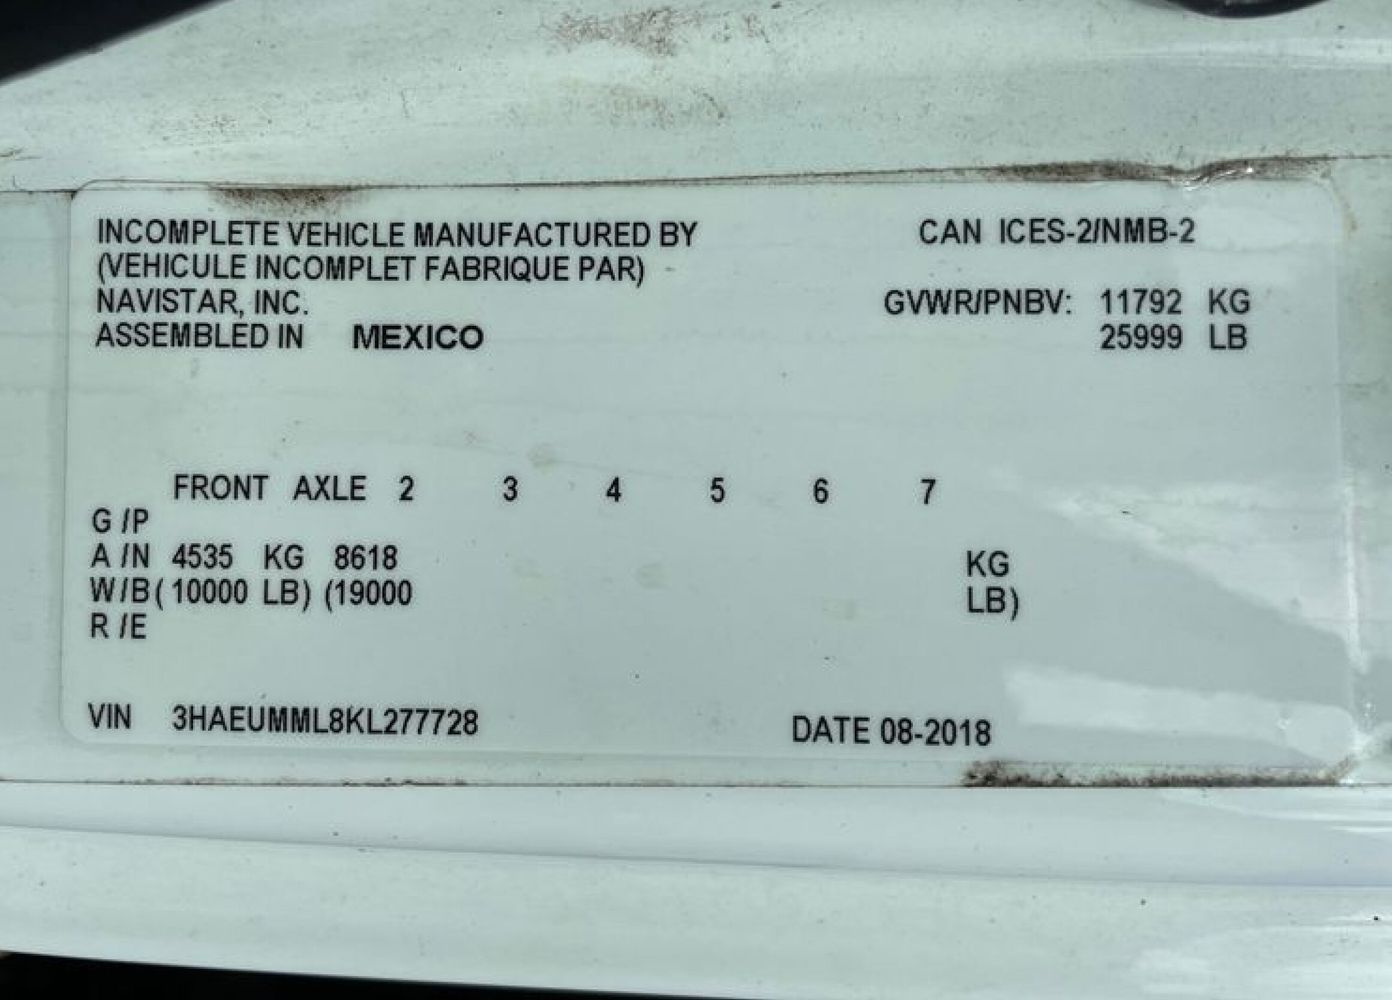 INCOMPLETE VEHICLE MANUFACTURED BY
(VEHICULE INCOMPLET FABRIQUE PAR)
NAVISTAR, INC.
ASSEMBLED IN MEXICO
CAN ICES-2/NMB-2
GVWR/PNBV: 11792 KG
25999 LB
FRONT AXLE 2 3 4 5 6 7
G /P
A /N 4535 KG 8618 KG
W/B ( 10000 LB) (19000 LB)
R /E
VIN 3HAEUMML8KL277728
DATE 08-2018